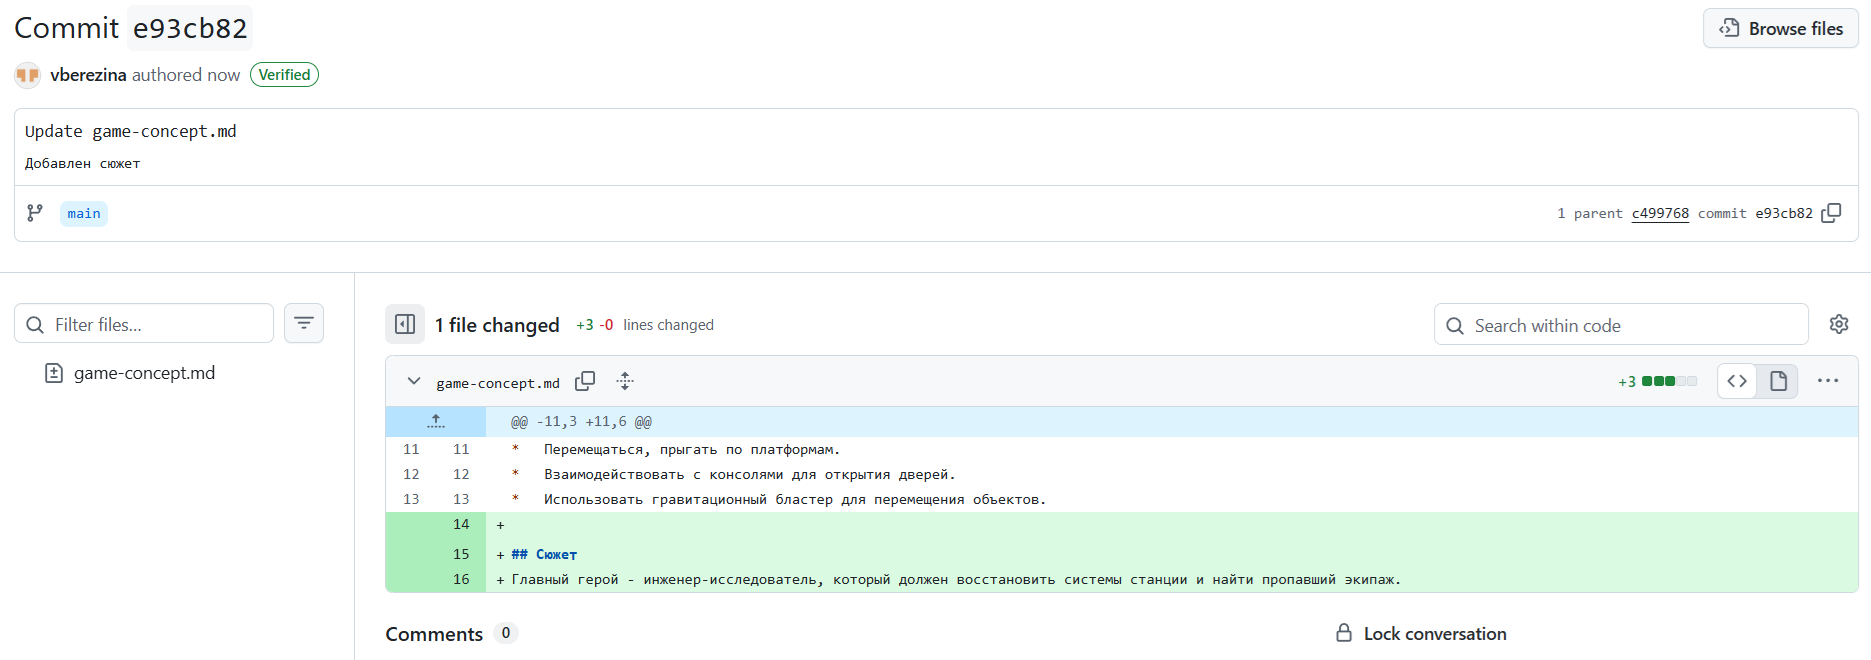 Commit e93cb82
Browse files
vberezina authored now Verified
Update game-concept.md
Добавлен сюжет
main
1 parent c499768 commit e93cb82
Filter files...
game-concept.md
1 file changed +3 -0 lines changed
Search within code
game-concept.md
+3
@@ -11,3 +11,6 @@
11 11 * Перемещаться, прыгать по платформам.
12 12 * Взаимодействовать с консолями для открытия дверей.
13 13 * Использовать гравитационный бластер для перемещения объектов.
14 +
15 + ## Сюжет
16 + Главный герой - инженер-исследователь, который должен восстановить системы станции и найти пропавший экипаж.
Comments 0
Lock conversation